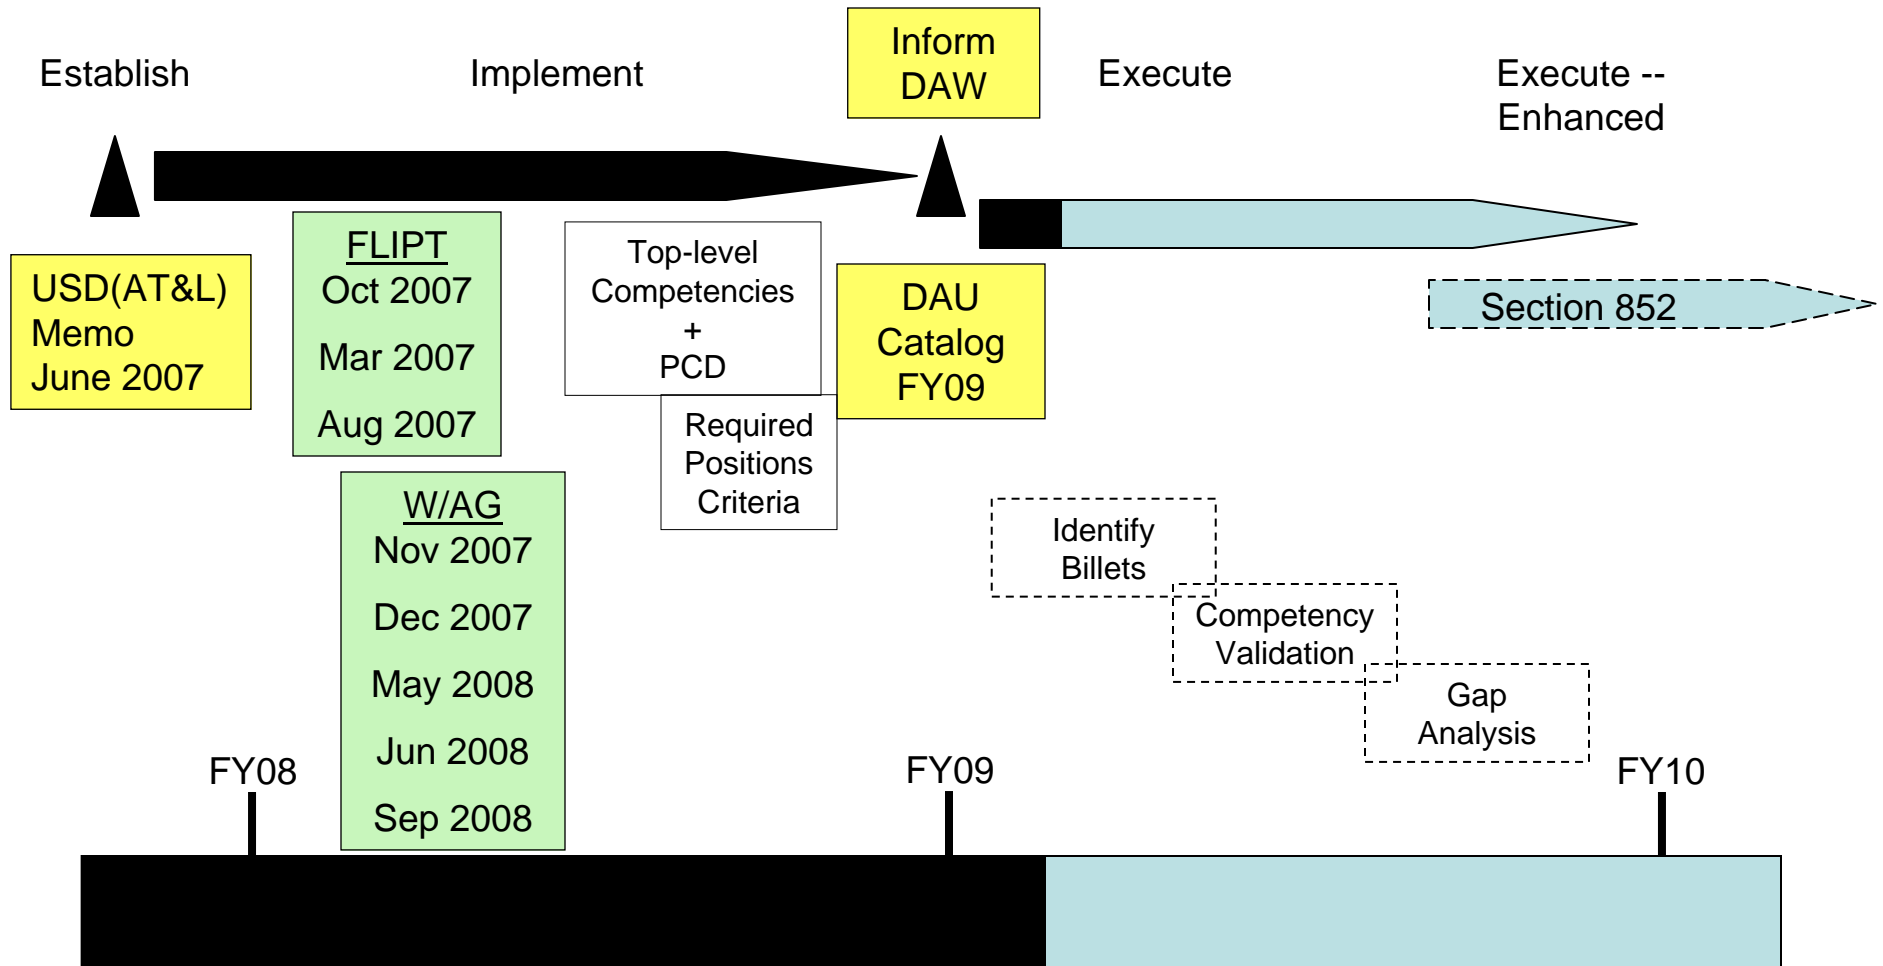 Establish
Implement
Inform
DAW
Execute
Execute --
Enhanced
USD(AT&L)
Memo
June 2007
FLIPT
Oct 2007
Mar 2007
Aug 2007
Top-level
Competencies
+
PCD
Required
Positions
Criteria
DAU
Catalog
FY09
Section 852
W/AG
Nov 2007
Dec 2007
May 2008
Jun 2008
Sep 2008
Identify
Billets
Competency
Validation
Gap
Analysis
FY08
FY09
FY10